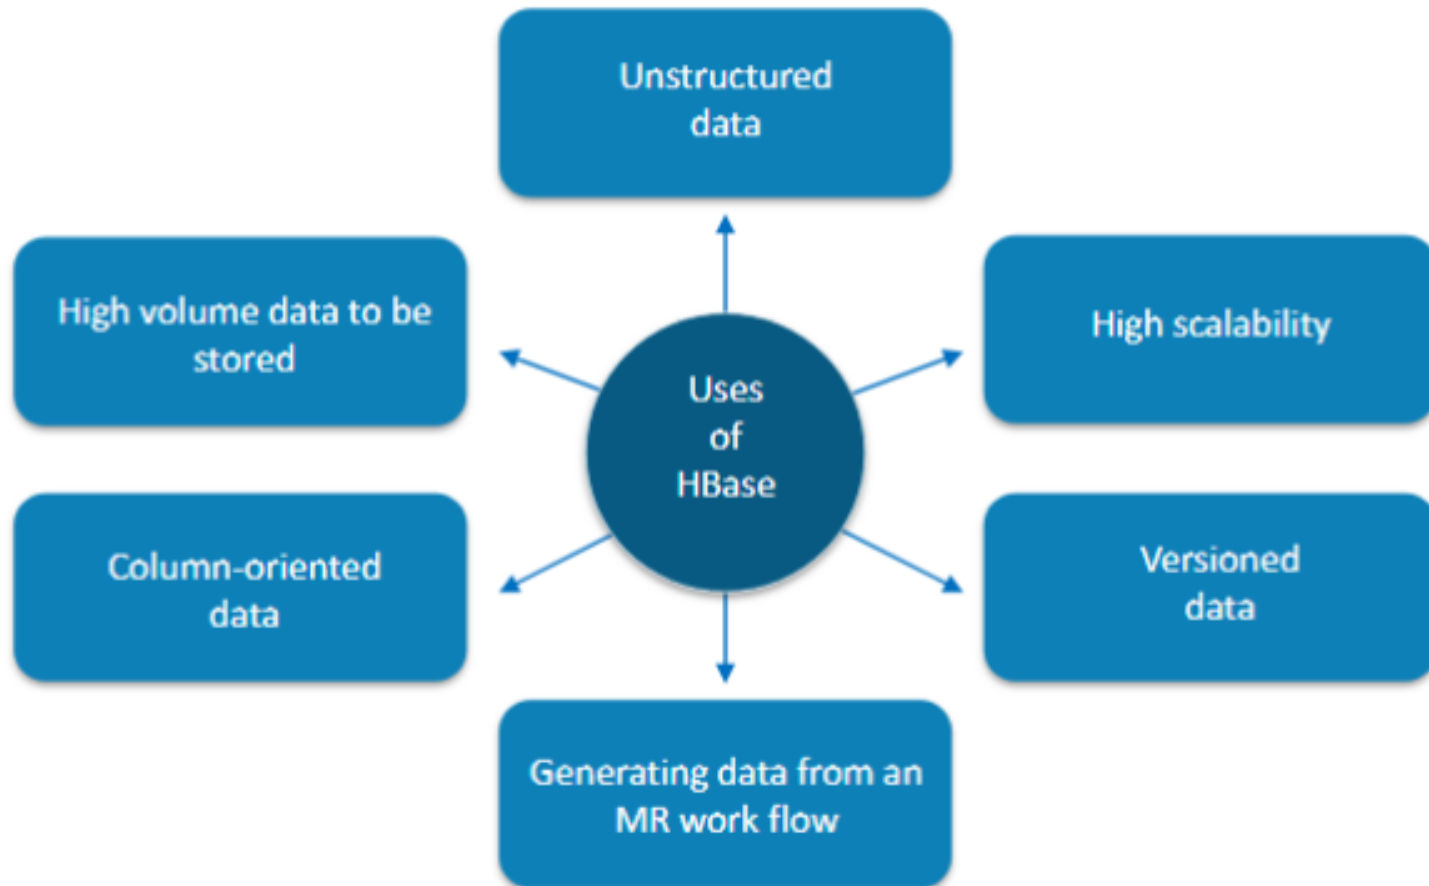 Unstructured
data
High volume data to be
stored
High scalability
Uses
of
HBase
Column-oriented
data
Versioned
data
Generating data from an
MR work flow